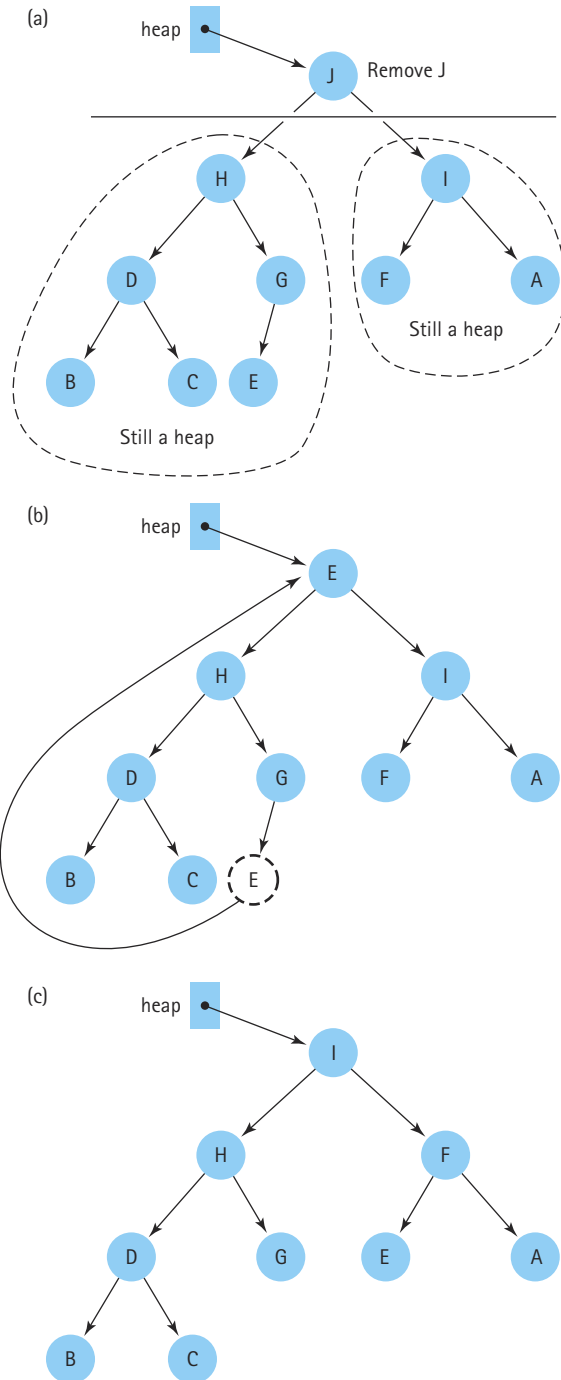 (a)
heap
J Remove J
H I
D G F A
Still a heap
B C E
Still a heap
(b)
heap
E
H I
D G F A
B C E
(c)
heap
I
H F
D G E A
B C